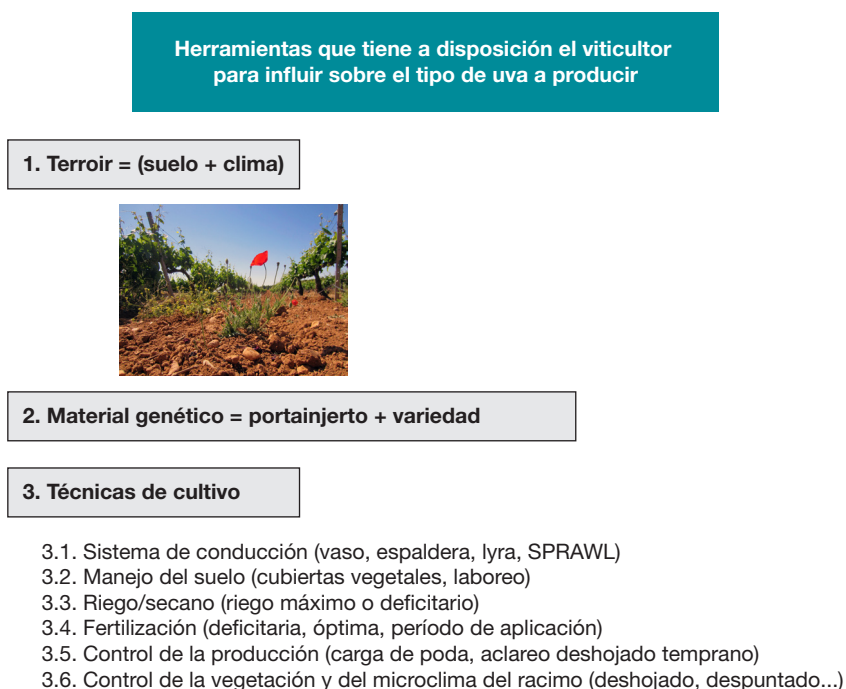 Herramientas que tiene a disposición el viticultor
para influir sobre el tipo de uva a producir
1. Terroir = (suelo + clima)
2. Material genético = portainjerto + variedad
3. Técnicas de cultivo
3.1. Sistema de conducción (vaso, espaldera, lyra, SPRAWL)
3.2. Manejo del suelo (cubiertas vegetales, laboreo)
3.3. Riego/secano (riego máximo o deficitario)
3.4. Fertilización (deficitaria, óptima, período de aplicación)
3.5. Control de la producción (carga de poda, aclareo deshojado temprano)
3.6. Control de la vegetación y del microclima del racimo (deshojado, despuntado...)